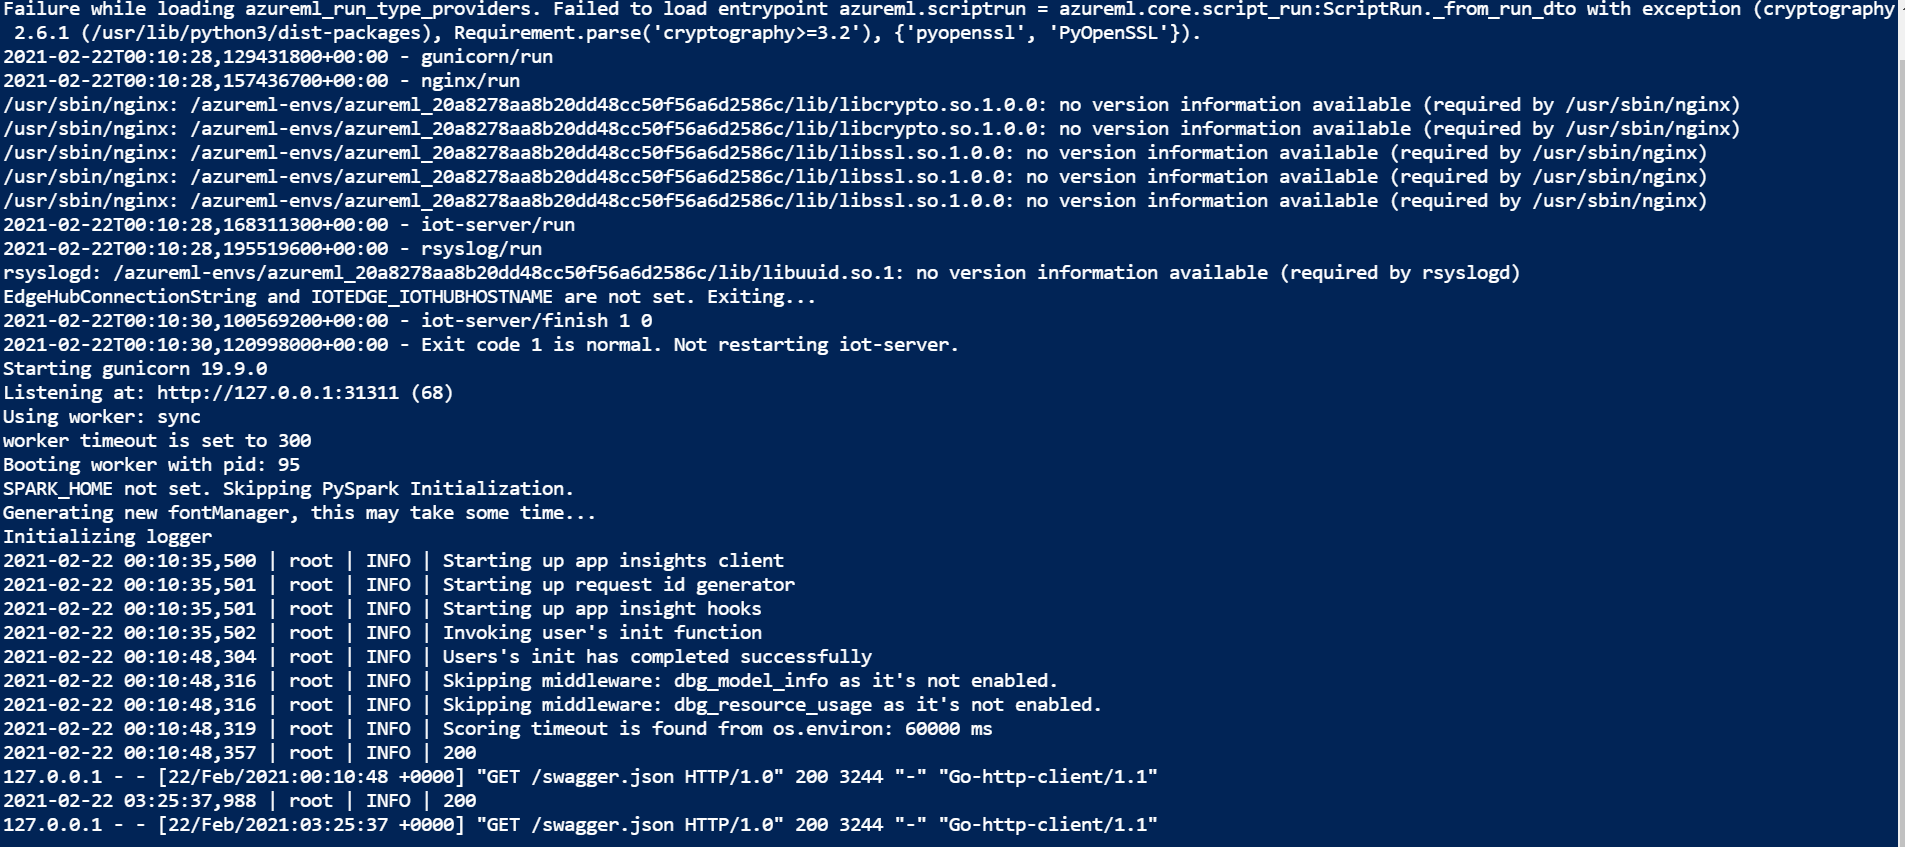 Failure while loading azureml_run_type_providers. Failed to load entrypoint azureml.scriptrun = azureml.core.script_run:ScriptRun._from_run_dto with exception (cryptography
2.6.1 (/usr/lib/python3/dist-packages), Requirement.parse('cryptography>=3.2'), {'pyopenssl', 'PyOpenSSL'}).
2021-02-22T00:10:28,129431800+00:00 - gunicorn/run
2021-02-22T00:10:28,157436700+00:00 - nginx/run
/usr/sbin/nginx: /azureml-envs/azureml_20a8278aa8b20dd48cc50f56a6d2586c/lib/libcrypto.so.1.0.0: no version information available (required by /usr/sbin/nginx)
/usr/sbin/nginx: /azureml-envs/azureml_20a8278aa8b20dd48cc50f56a6d2586c/lib/libcrypto.so.1.0.0: no version information available (required by /usr/sbin/nginx)
/usr/sbin/nginx: /azureml-envs/azureml_20a8278aa8b20dd48cc50f56a6d2586c/lib/libssl.so.1.0.0: no version information available (required by /usr/sbin/nginx)
/usr/sbin/nginx: /azureml-envs/azureml_20a8278aa8b20dd48cc50f56a6d2586c/lib/libssl.so.1.0.0: no version information available (required by /usr/sbin/nginx)
/usr/sbin/nginx: /azureml-envs/azureml_20a8278aa8b20dd48cc50f56a6d2586c/lib/libssl.so.1.0.0: no version information available (required by /usr/sbin/nginx)
2021-02-22T00:10:28,168311300+00:00 - iot-server/run
2021-02-22T00:10:28,195519600+00:00 - rsyslog/run
rsyslogd: /azureml-envs/azureml_20a8278aa8b20dd48cc50f56a6d2586c/lib/libuuid.so.1: no version information available (required by rsyslogd)
EdgeHubConnectionString and IOTEDGE_IOTHUBHOSTNAME are not set. Exiting...
2021-02-22T00:10:30,100569200+00:00 - iot-server/finish 1 0
2021-02-22T00:10:30,120998000+00:00 - Exit code 1 is normal. Not restarting iot-server.
Starting gunicorn 19.9.0
Listening at: http://127.0.0.1:31311 (68)
Using worker: sync
worker timeout is set to 300
Booting worker with pid: 95
SPARK_HOME not set. Skipping PySpark Initialization.
Generating new fontManager, this may take some time...
Initializing logger
2021-02-22 00:10:35,500 | root | INFO | Starting up app insights client
2021-02-22 00:10:35,501 | root | INFO | Starting up request id generator
2021-02-22 00:10:35,501 | root | INFO | Starting up app insight hooks
2021-02-22 00:10:35,502 | root | INFO | Invoking user's init function
2021-02-22 00:10:48,304 | root | INFO | Users's init has completed successfully
2021-02-22 00:10:48,316 | root | INFO | Skipping middleware: dbg_model_info as it's not enabled.
2021-02-22 00:10:48,316 | root | INFO | Skipping middleware: dbg_resource_usage as it's not enabled.
2021-02-22 00:10:48,319 | root | INFO | Scoring timeout is found from os.environ: 60000 ms
2021-02-22 00:10:48,357 | root | INFO | 200
127.0.0.1 - - [22/Feb/2021:00:10:48 +0000] "GET /swagger.json HTTP/1.0" 200 3244 "-" "Go-http-client/1.1"
2021-02-22 03:25:37,988 | root | INFO | 200
127.0.0.1 - - [22/Feb/2021:03:25:37 +0000] "GET /swagger.json HTTP/1.0" 200 3244 "-" "Go-http-client/1.1"